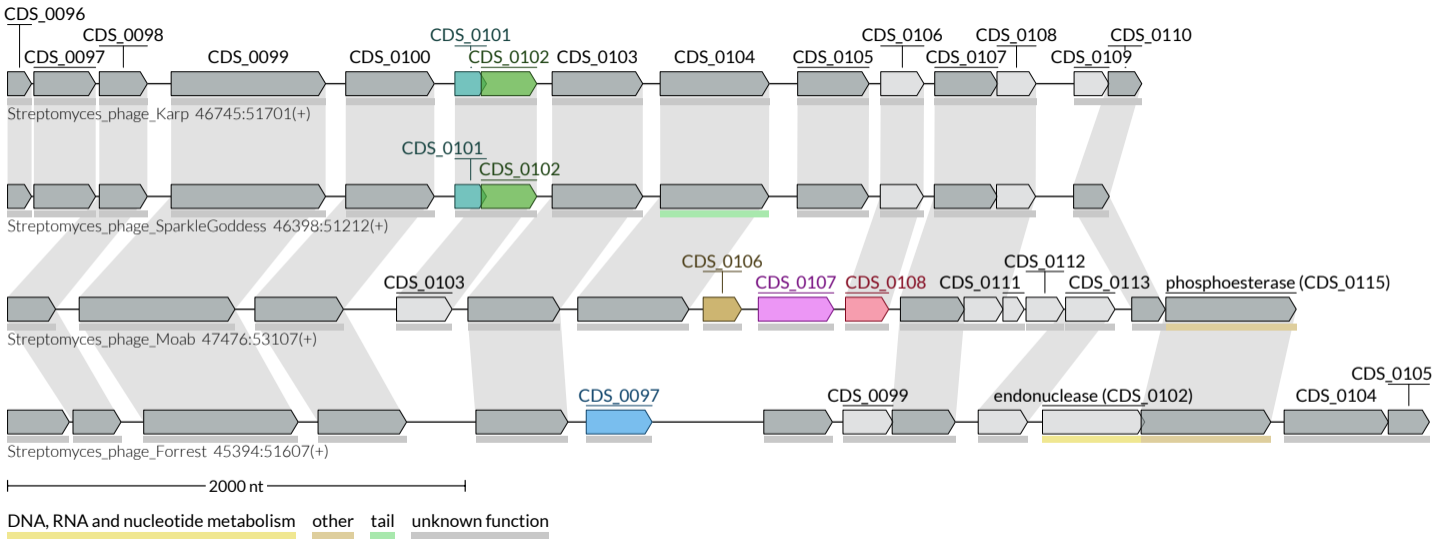 CDS_0096
CDS_0098 CDS_0101 CDS_0106 CDS_0108 CDS_0110
CDS_0097 CDS_0099 CDS_0100 CDS_0102 CDS_0103 CDS_0104 CDS_0105 CDS_0107 CDS_0109
Streptomyces_phage_Karp 46745:51701(+)
CDS_0101
CDS_0102
Streptomyces_phage_SparkleGoddess 46398:51212(+)
CDS_0106 CDS_0112
CDS_0103 CDS_0107 CDS_0108 CDS_0111 CDS_0113 phosphoesterase (CDS_0115)
Streptomyces_phage_Moab 47476:53107(+)
CDS_0105
CDS_0097 CDS_0099 endonuclease (CDS_0102) CDS_0104
Streptomyces_phage_Forrest 45394:51607(+)
2000 nt
DNA, RNA and nucleotide metabolism other tail unknown function